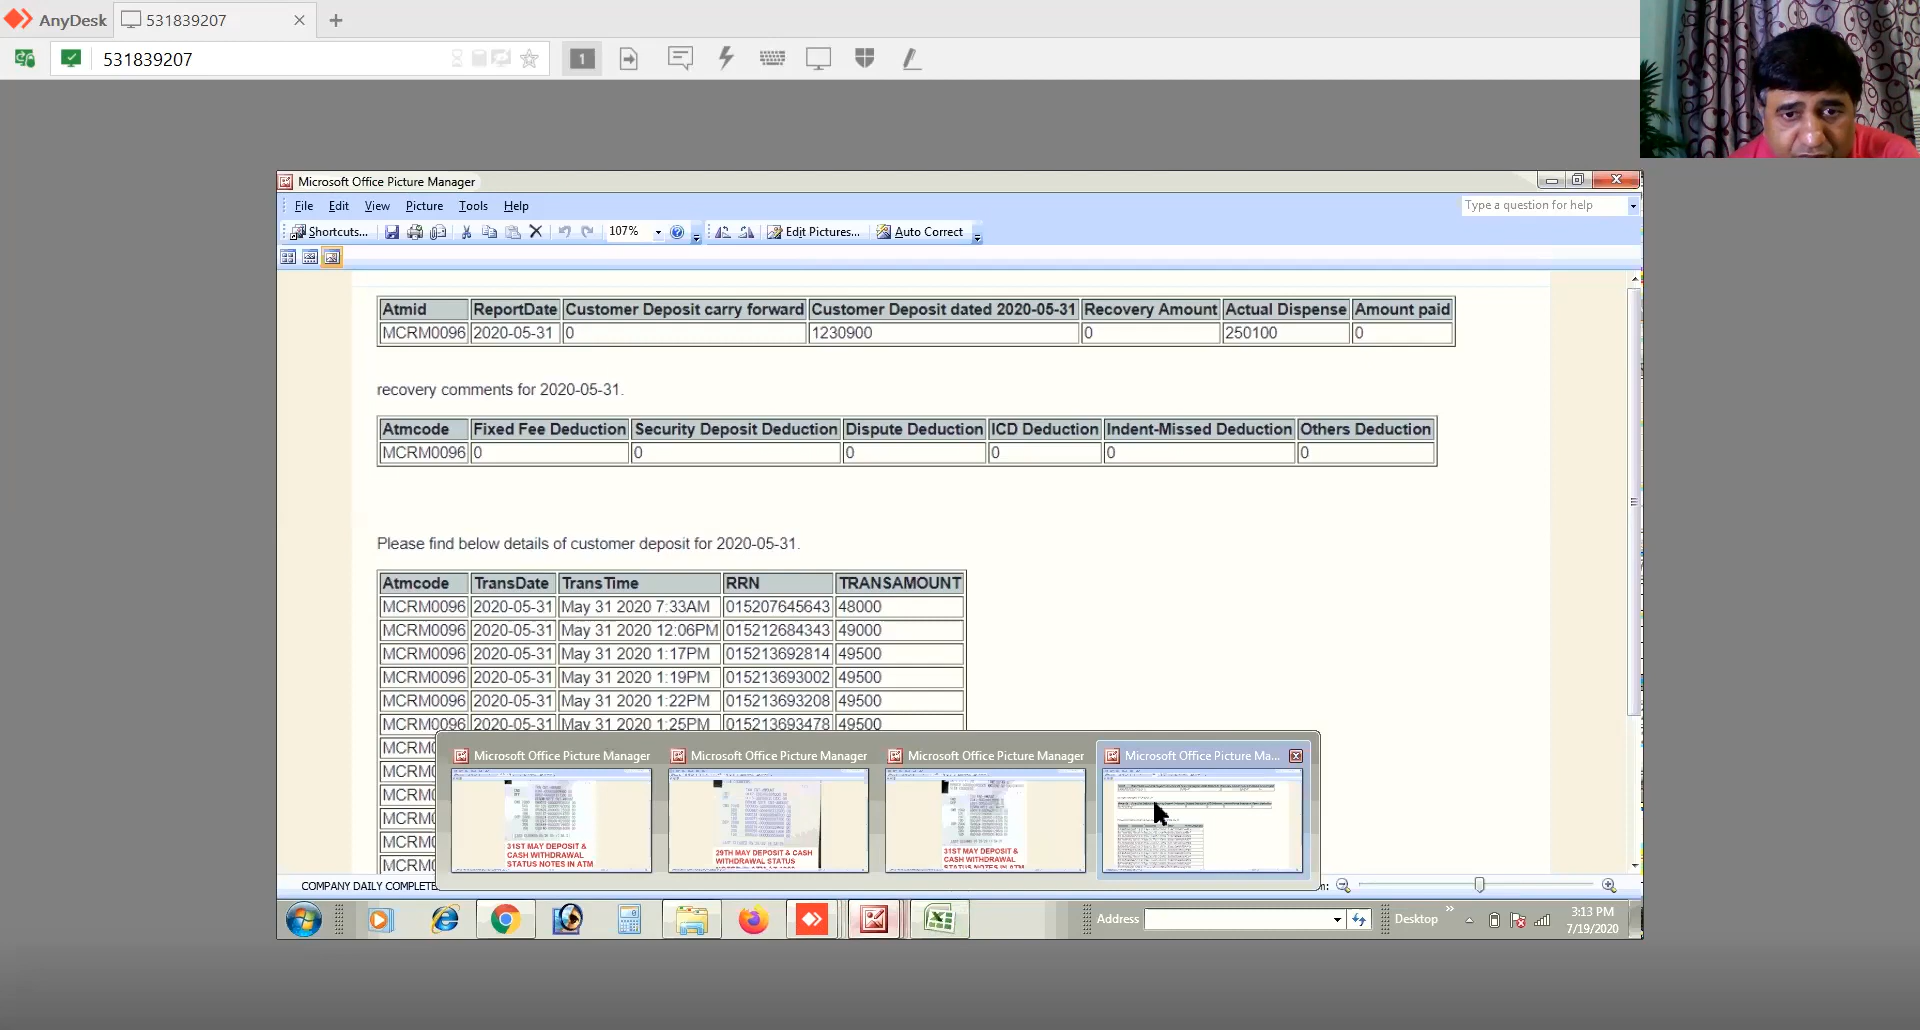 AnyDesk 531839207
531839207
1
Microsoft Office Picture Manager
File Edit View Picture Tools Help
Type a question for help
Shortcuts... 107% Edit Pictures... Auto Correct
Atmid ReportDate Customer Deposit carry forward Customer Deposit dated 2020-05-31 Recovery Amount Actual Dispense Amount paid
MCRM0096 2020-05-31 0 1230900 0 250100 0
recovery comments for 2020-05-31.
Atmcode Fixed Fee Deduction Security Deposit Deduction Dispute Deduction ICD Deduction Indent-Missed Deduction Others Deduction
MCRM0096 0 0 0 0 0 0
Please find below details of customer deposit for 2020-05-31.
Atmcode TransDate TransTime RRN TRANSAMOUNT
MCRM0096 2020-05-31 May 31 2020 7:33AM 015207645643 48000
MCRM0096 2020-05-31 May 31 2020 12:06PM 015212684343 49000
MCRM0096 2020-05-31 May 31 2020 1:17PM 015213692814 49500
MCRM0096 2020-05-31 May 31 2020 1:19PM 015213693002 49500
MCRM0096 2020-05-31 May 31 2020 1:22PM 015213693208 49500
MCRM0096 2020-05-31 May 31 2020 1:25PM 015213693478 49500
Microsoft Office Picture Manager Microsoft Office Picture Manager Microsoft Office Picture Manager Microsoft Office Picture Ma...
31ST MAY DEPOSIT &
CASH WITHDRAWAL
STATUS NOTES IN ATM
29TH MAY DEPOSIT & CASH
WITHDRAWAL STATUS
31ST MAY DEPOSIT &
CASH WITHDRAWAL
STATUS NOTES IN ATM
COMPANY DAILY COMPLETE
Address Desktop
3:13 PM
7/19/2020